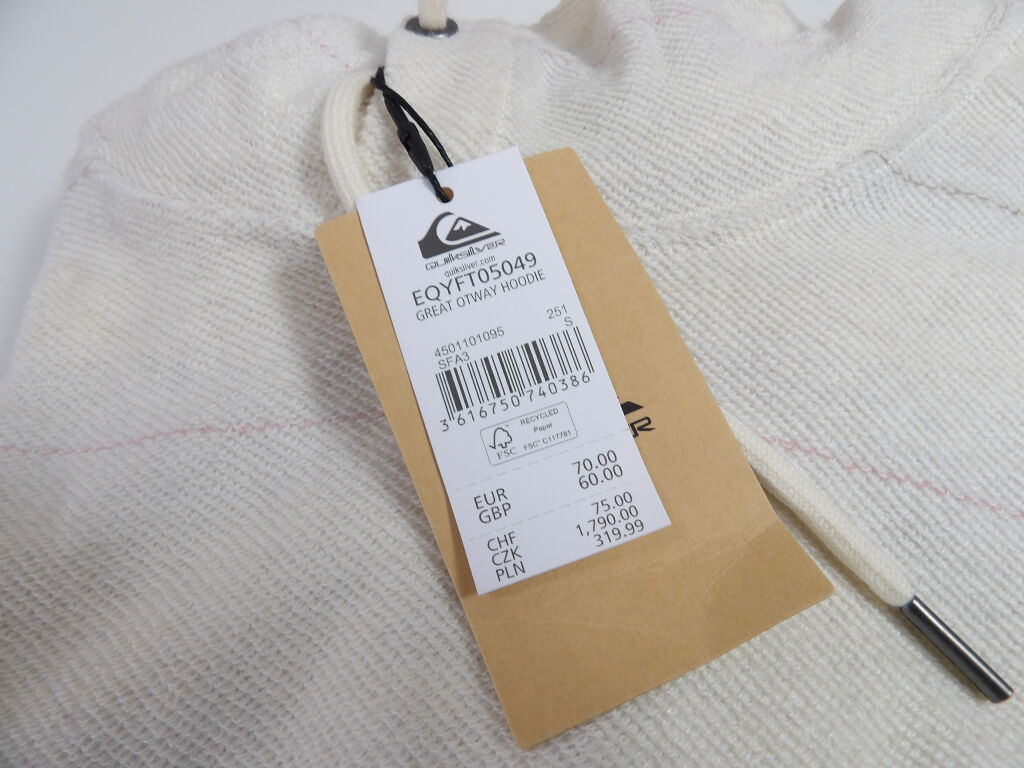 QUIKSILVER
quiksilver.com
EQYFT05049
GREAT OTWAY HOODIE
4501101095 251
SFA3 S
3 616750 740386
FSC RECYCLED
Paper
FSC® C117781
EUR 70.00
GBP 60.00
CHF 75.00
CZK 1,790.00
PLN 319.99
R